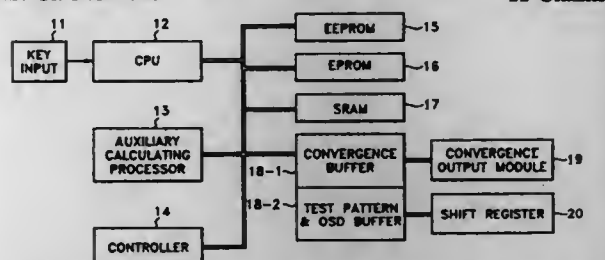 11
12
KEY INPUT
CPU
EEPROM
15
EPROM
16
SRAM
17
13
AUXILIARY
CALCULATING
PROCESSOR
18-1
CONVERGENCE
BUFFER
CONVERGENCE
OUTPUT MODULE
19
18-2
TEST PATTERN
& OSD BUFFER
SHIFT REGISTER
20
14
CONTROLLER